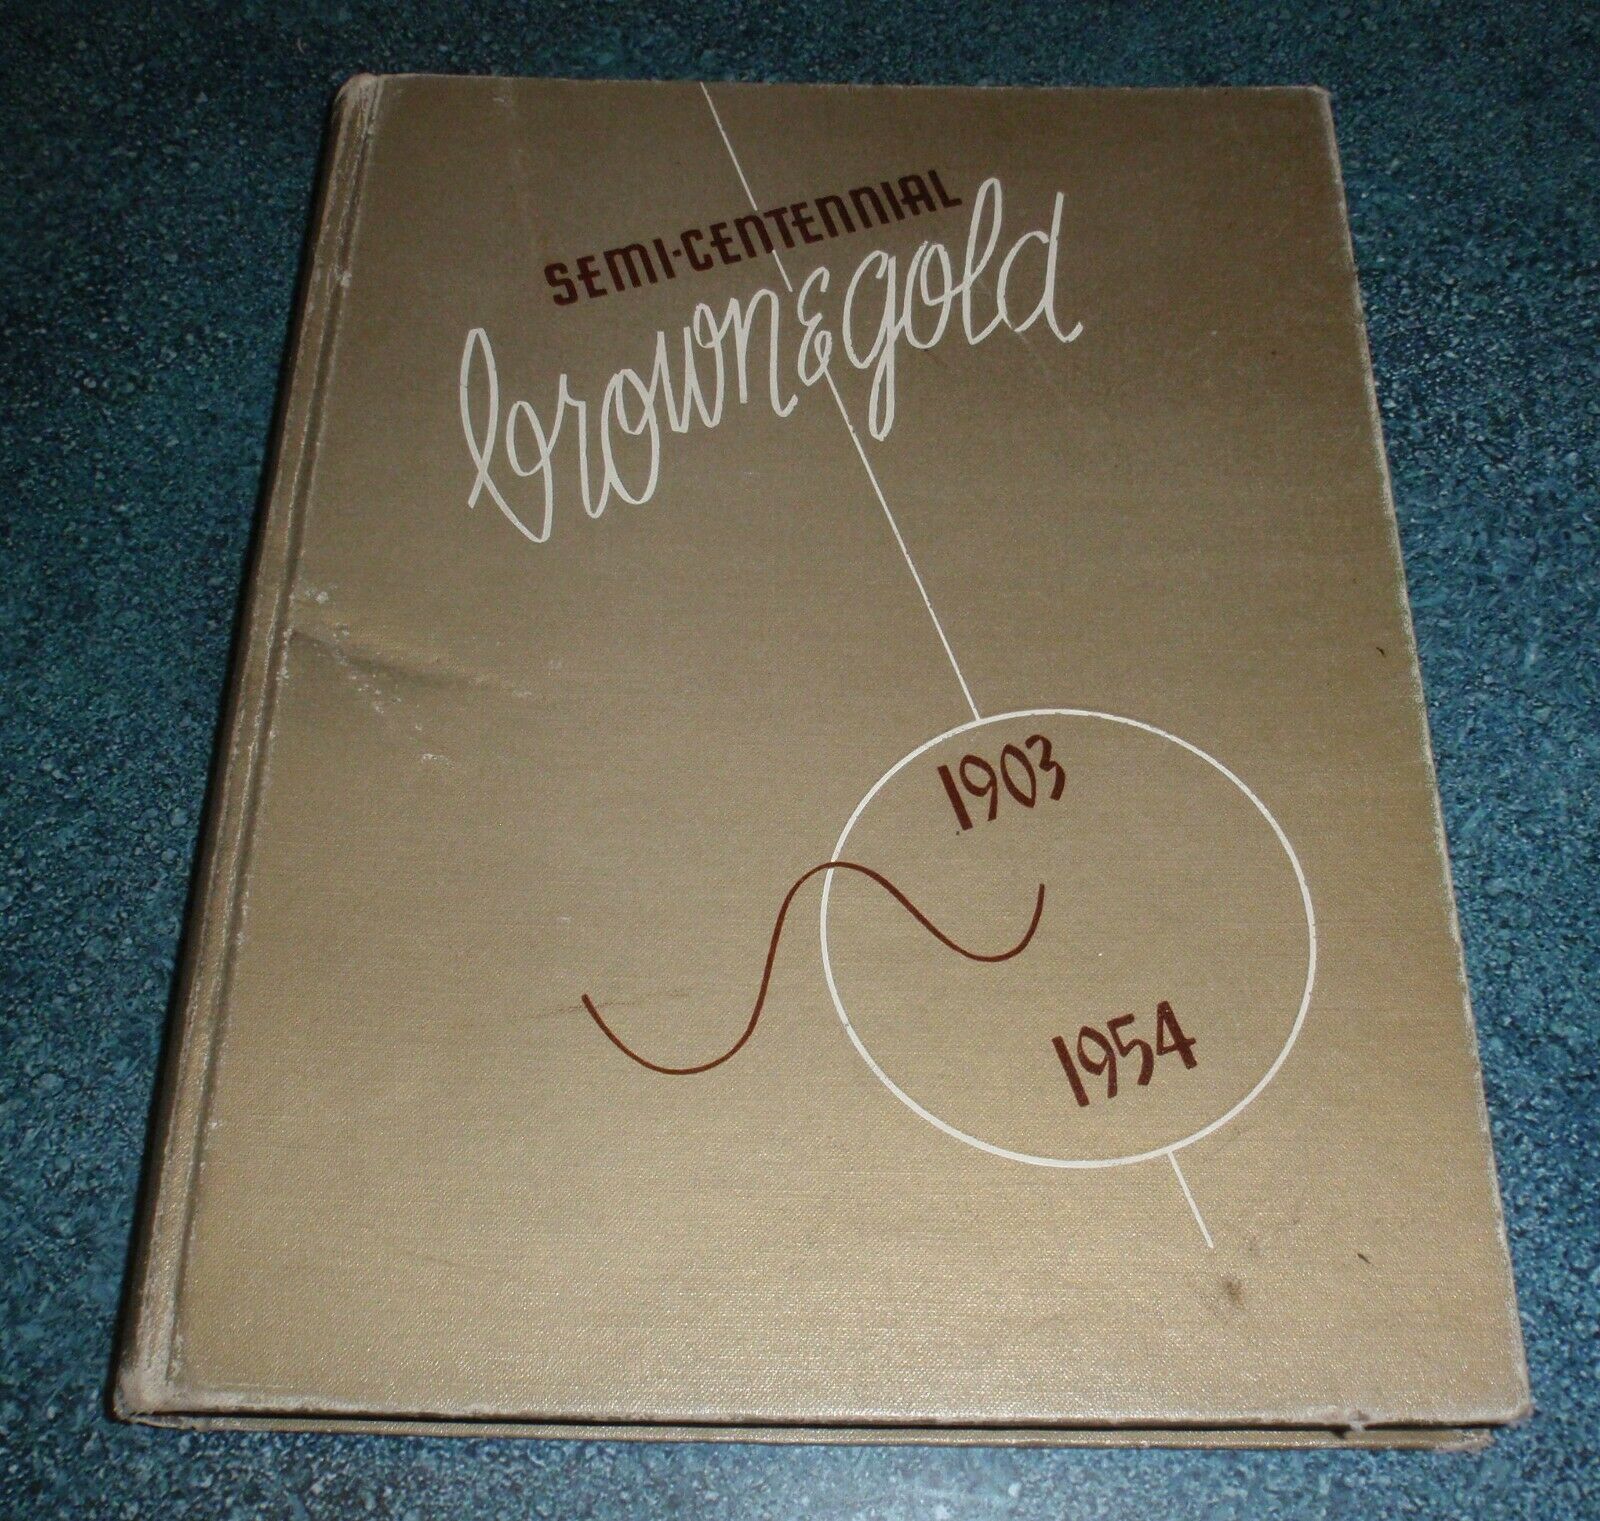 SEMI-CENTENNIAL
brown & gold
1903
1954